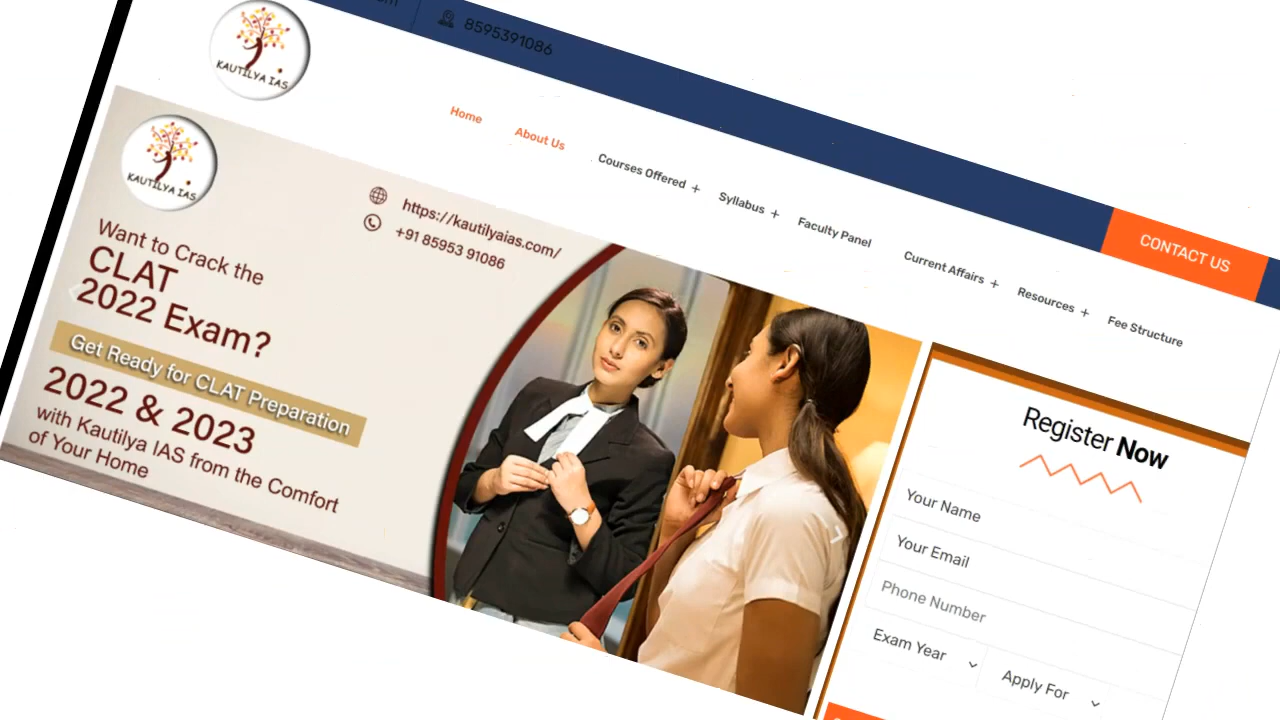 8595391086
KAUTILYA IAS
Home
About Us
Courses Offered +
Syllabus +
Faculty Panel
Current Affairs +
Resources +
Fee Structure
CONTACT US
KAUTILYA IAS
https://kautilyaias.com/
+91 85953 91086
Want to Crack the
CLAT
2022 Exam?
Get Ready for CLAT Preparation
2022 & 2023
with Kautilya IAS from the Comfort
of Your Home
Register Now
Your Name
Your Email
Phone Number
Exam Year
Apply For